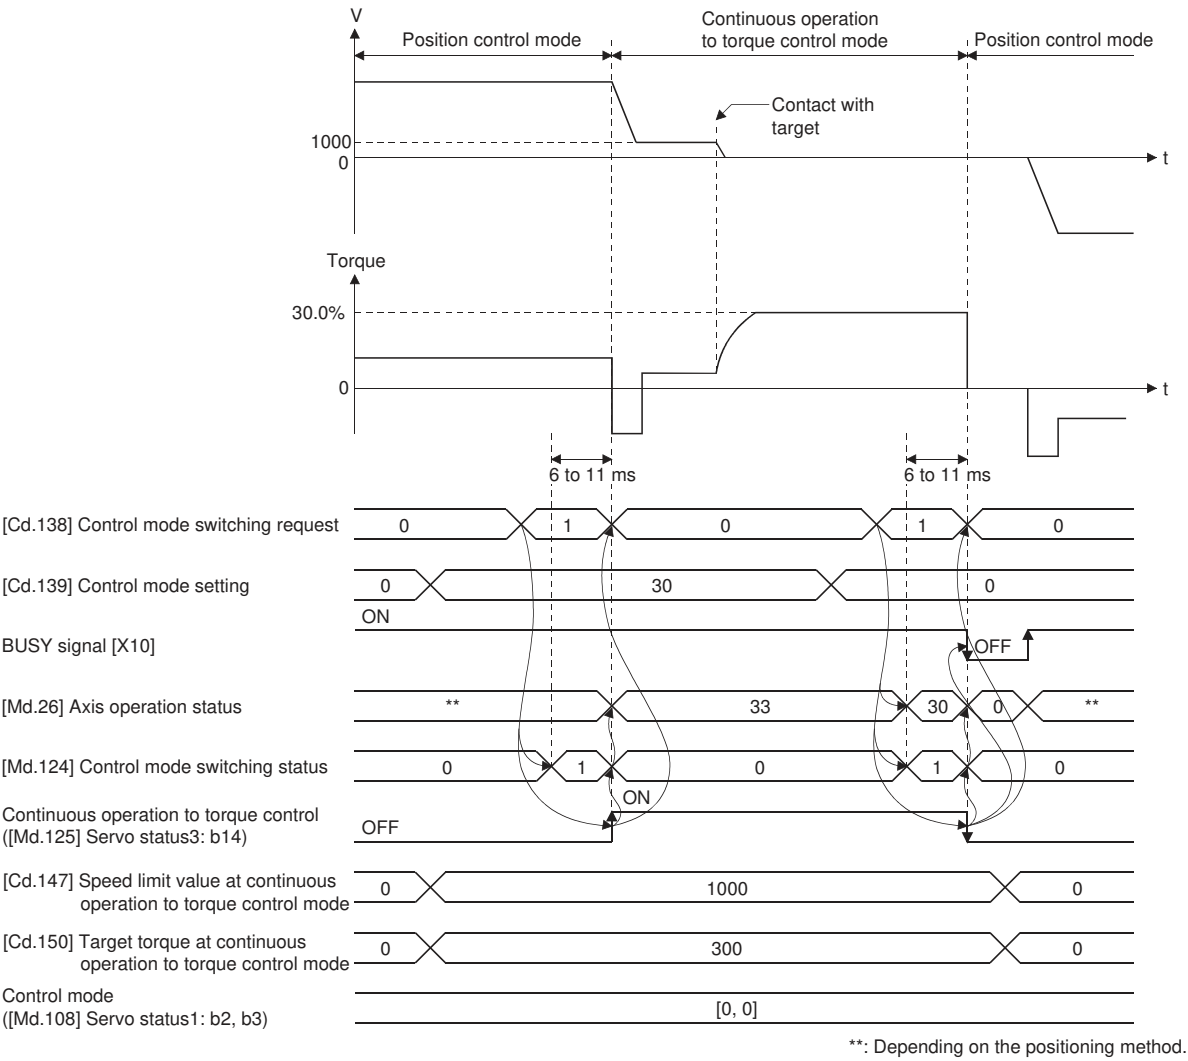 V
Position control mode
Continuous operation
to torque control mode
Position control mode
Contact with
target
1000
0
t
Torque
30.0%
0
t
6 to 11 ms
6 to 11 ms
[Cd.138] Control mode switching request
0
1
0
1
0
[Cd.139] Control mode setting
0
30
0
ON
BUSY signal [X10]
OFF
[Md.26] Axis operation status
**
33
30
0
**
[Md.124] Control mode switching status
0
1
0
1
0
ON
Continuous operation to torque control
([Md.125] Servo status3: b14)
OFF
[Cd.147] Speed limit value at continuous
operation to torque control mode
0
1000
0
[Cd.150] Target torque at continuous
operation to torque control mode
0
300
0
Control mode
([Md.108] Servo status1: b2, b3)
[0, 0]
**: Depending on the positioning method.